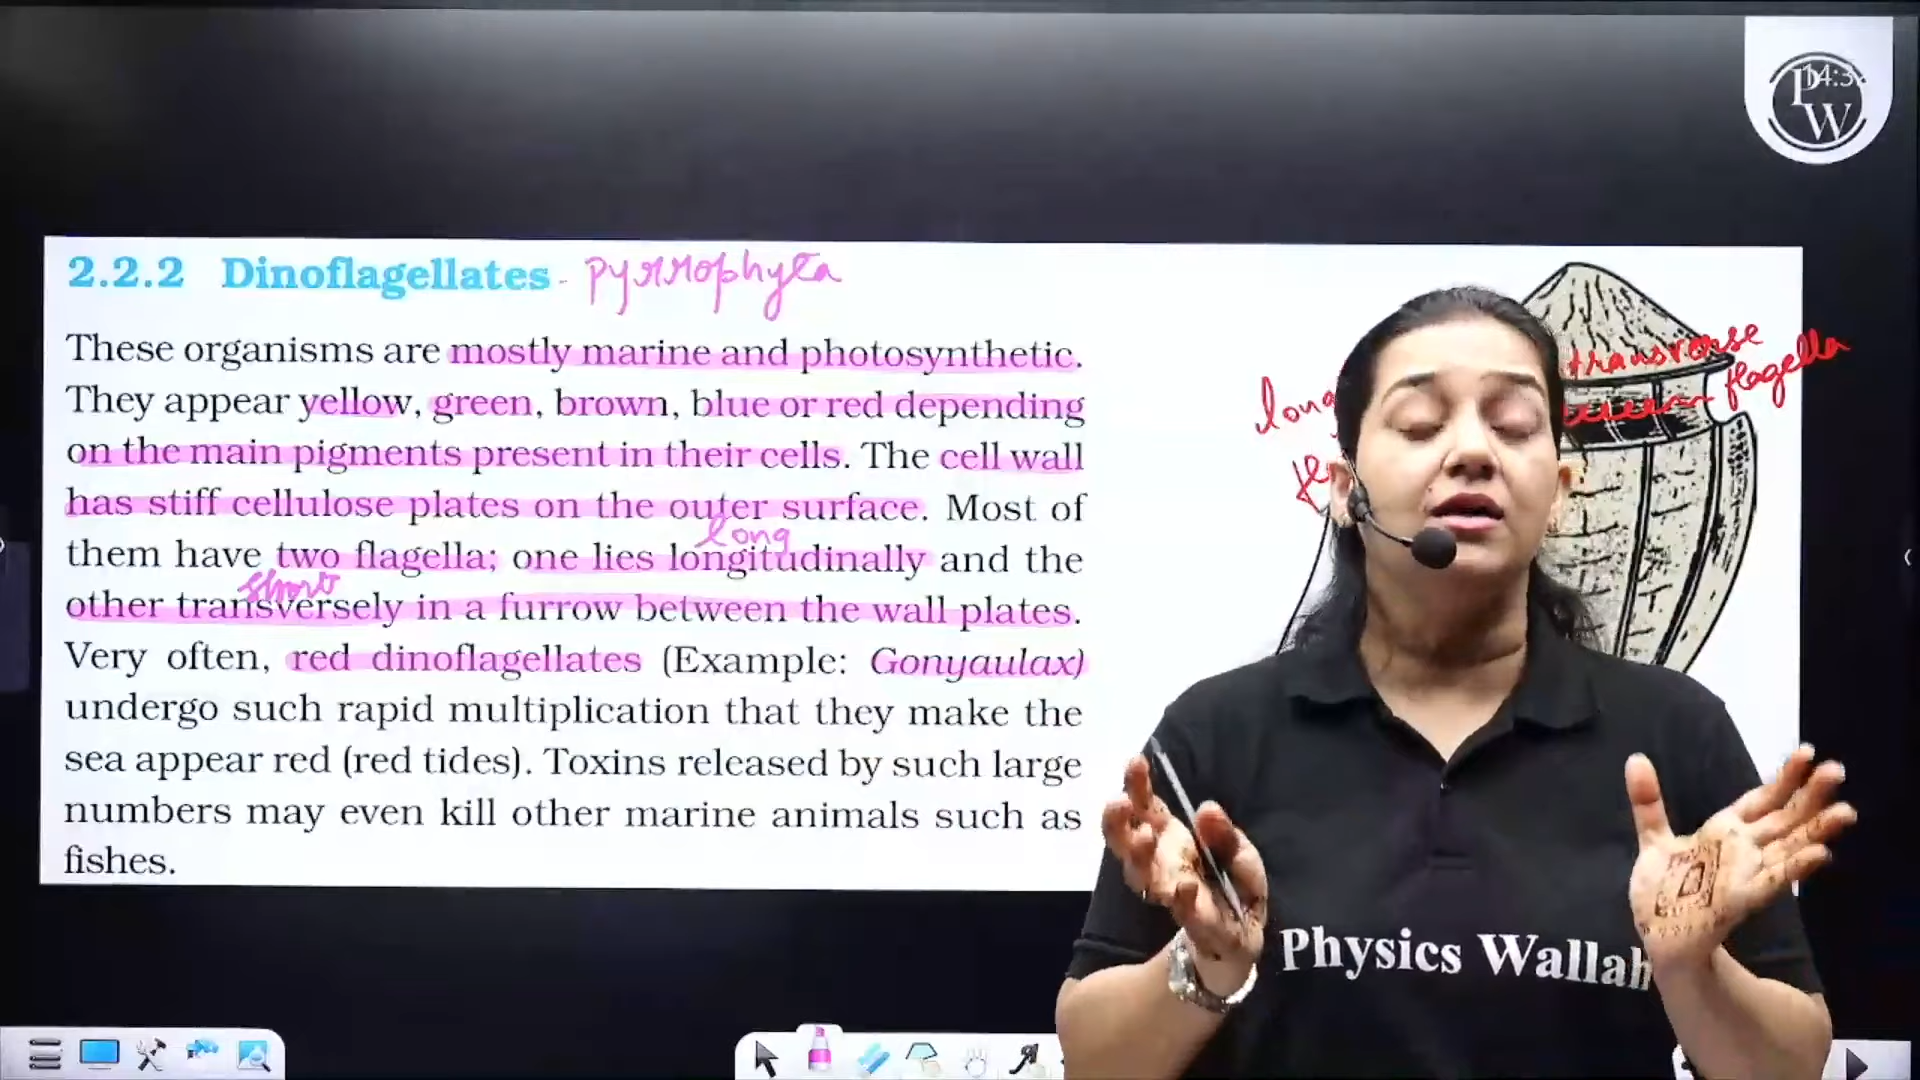 PW
14:3
2.2.2 Dinoflagellates - pyrrophyta
These organisms are mostly marine and photosynthetic.
They appear yellow, green, brown, blue or red depending
on the main pigments present in their cells. The cell wall
has stiff cellulose plates on the outer surface. Most of
long
them have two flagella; one lies longitudinally and the
short
other transversely in a furrow between the wall plates.
Very often, red dinoflagellates (Example: Gonyaulax)
undergo such rapid multiplication that they make the
sea appear red (red tides). Toxins released by such large
numbers may even kill other marine animals such as
fishes.
transverse
flagella
long
Physics Wallah